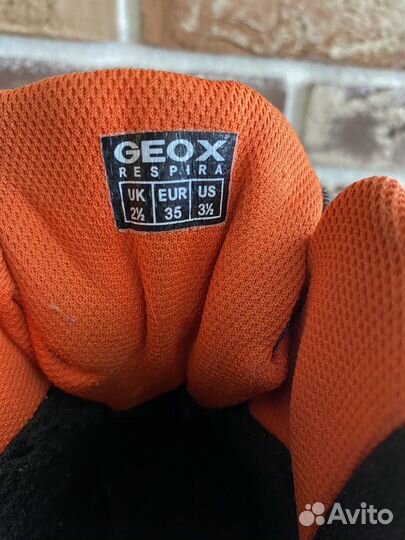 GEOX
RESPIRA
UK EUR US
2½ 35 3½
Avito